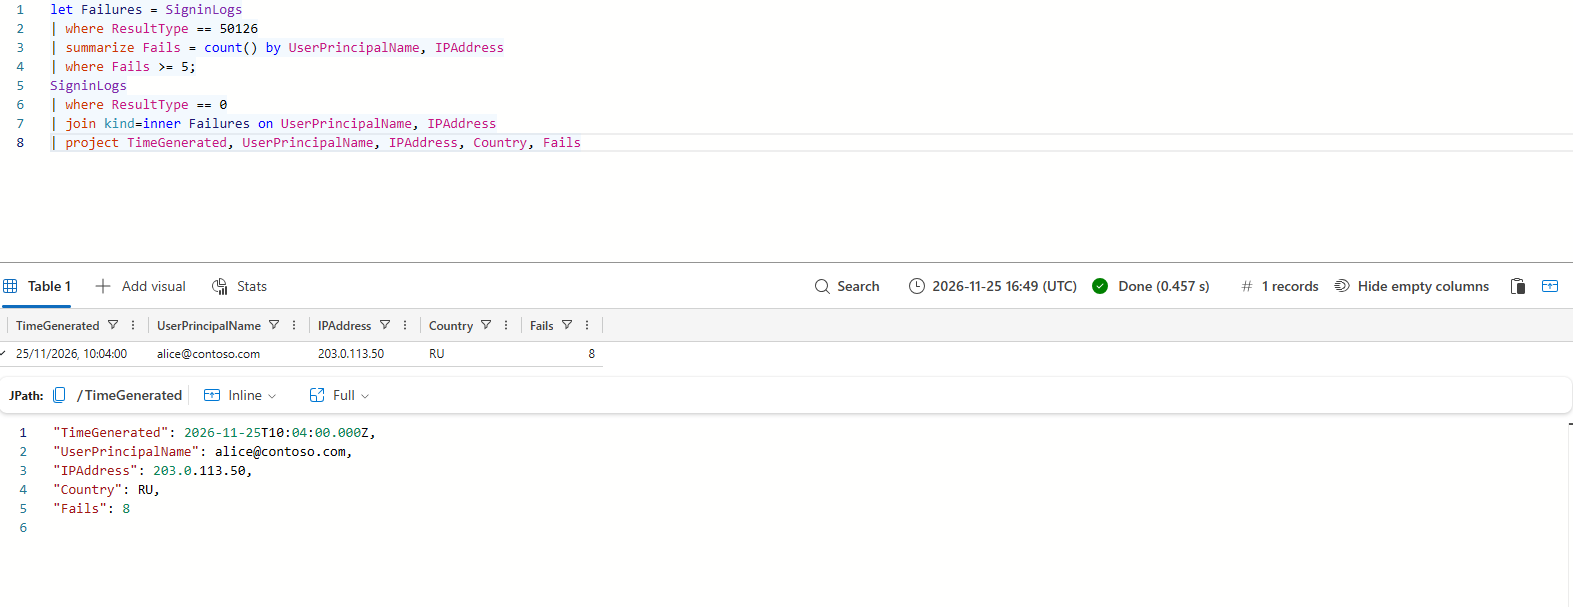 1 let Failures = SigninLogs
2 | where ResultType == 50126
3 | summarize Fails = count() by UserPrincipalName, IPAddress
4 | where Fails >= 5;
5 SigninLogs
6 | where ResultType == 0
7 | join kind=inner Failures on UserPrincipalName, IPAddress
8 | project TimeGenerated, UserPrincipalName, IPAddress, Country, Fails
Table 1 Add visual Stats Search 2026-11-25 16:49 (UTC) Done (0.457 s) # 1 records Hide empty columns
TimeGenerated UserPrincipalName IPAddress Country Fails
25/11/2026, 10:04:00 alice@contoso.com 203.0.113.50 RU 8
JPath: /TimeGenerated Inline Full
1 "TimeGenerated": 2026-11-25T10:04:00.000Z,
2 "UserPrincipalName": alice@contoso.com,
3 "IPAddress": 203.0.113.50,
4 "Country": RU,
5 "Fails": 8
6